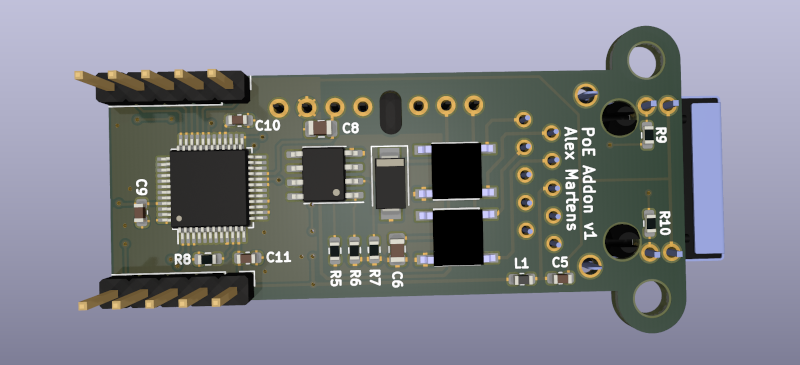 C10
C8
C9
R8
C11
R5
R6
R7
C6
L1
C5
PoE Addon v1
Alex Martens
R9
R10